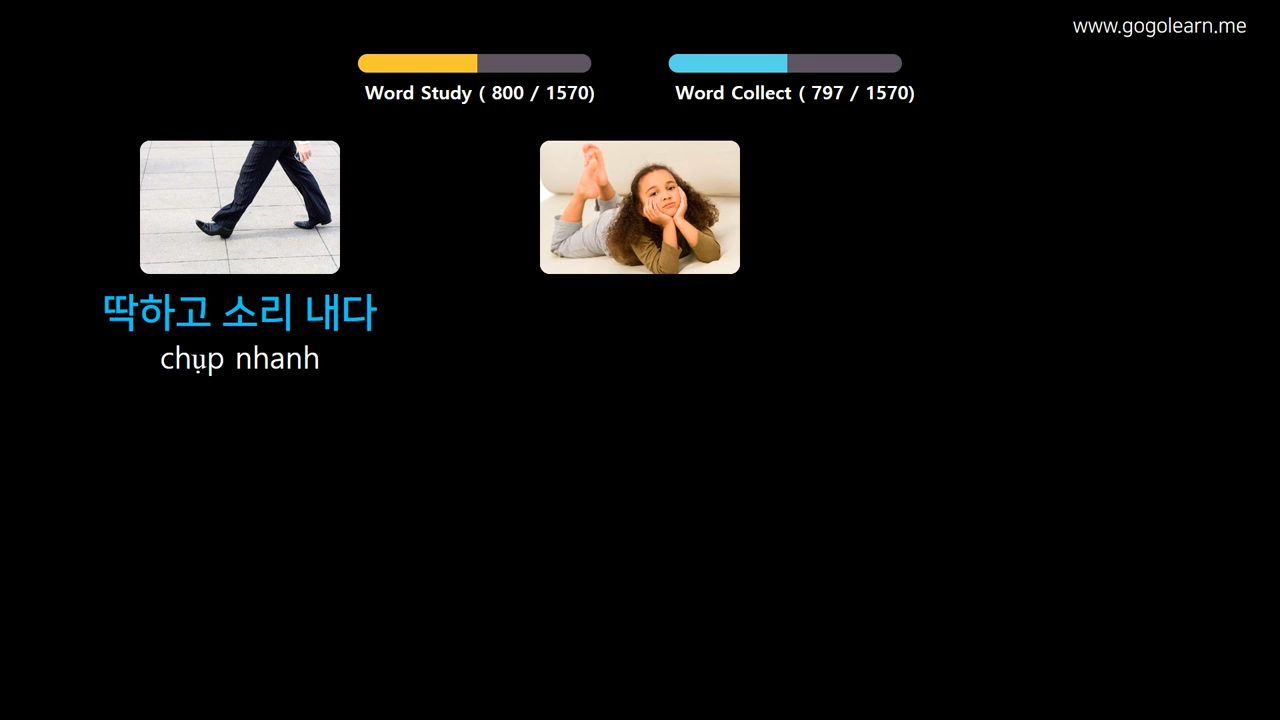 www.gogolearn.me
Word Study ( 800 / 1570)
Word Collect ( 797 / 1570)
딱하고 소리 내다
chụp nhanh